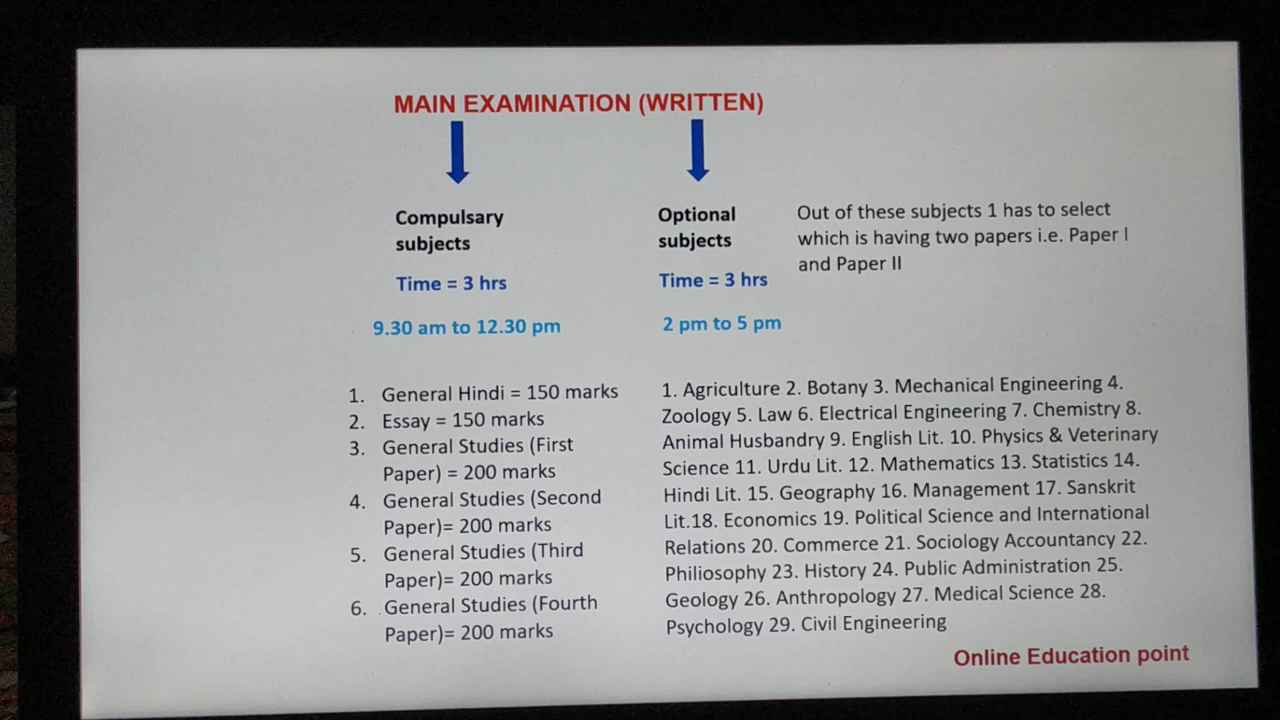 MAIN EXAMINATION (WRITTEN)
Compulsary
subjects
Time = 3 hrs
9.30 am to 12.30 pm
Optional
subjects
Time = 3 hrs
2 pm to 5 pm
Out of these subjects 1 has to select
which is having two papers i.e. Paper I
and Paper II
1. General Hindi = 150 marks
2. Essay = 150 marks
3. General Studies (First
Paper) = 200 marks
4. General Studies (Second
Paper)= 200 marks
5. General Studies (Third
Paper)= 200 marks
6. General Studies (Fourth
Paper)= 200 marks
1. Agriculture 2. Botany 3. Mechanical Engineering 4.
Zoology 5. Law 6. Electrical Engineering 7. Chemistry 8.
Animal Husbandry 9. English Lit. 10. Physics & Veterinary
Science 11. Urdu Lit. 12. Mathematics 13. Statistics 14.
Hindi Lit. 15. Geography 16. Management 17. Sanskrit
Lit.18. Economics 19. Political Science and International
Relations 20. Commerce 21. Sociology Accountancy 22.
Philiosophy 23. History 24. Public Administration 25.
Geology 26. Anthropology 27. Medical Science 28.
Psychology 29. Civil Engineering
Online Education point